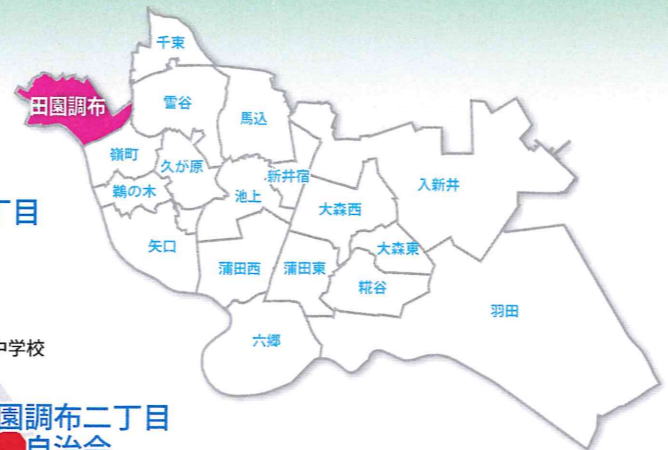 千束
田園調布
雪谷
馬込
嶺町
久が原
新井宿
入新井
鵜の木
池上
大森西
丁目
矢口
大森東
蒲田西
蒲田東
糀谷
羽田
六郷
中学校
園調布二丁目
自治会